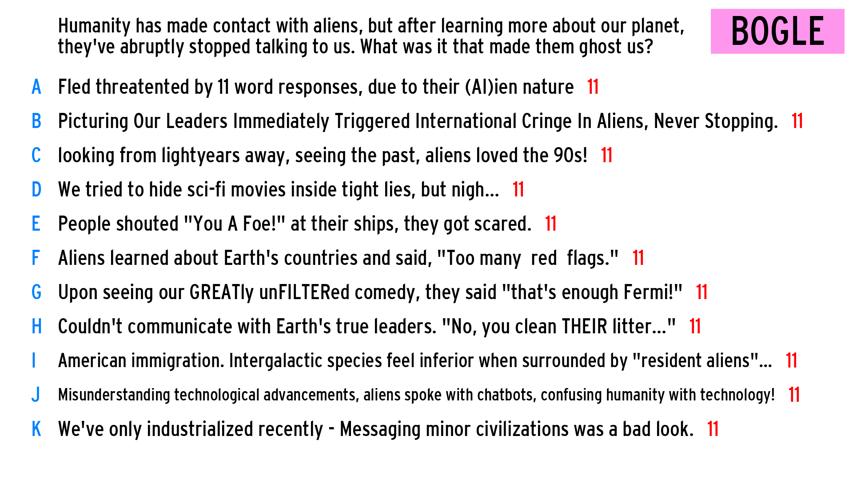 Humanity has made contact with aliens, but after learning more about our planet,
they've abruptly stopped talking to us. What was it that made them ghost us?
BOGLE
A Fled threatented by 11 word responses, due to their (AI)ien nature 11
B Picturing Our Leaders Immediately Triggered International Cringe In Aliens, Never Stopping. 11
C looking from lightyears away, seeing the past, aliens loved the 90s! 11
D We tried to hide sci-fi movies inside tight lies, but nigh... 11
E People shouted "You A Foe!" at their ships, they got scared. 11
F Aliens learned about Earth's countries and said, "Too many red flags." 11
G Upon seeing our GREATly unFILTERed comedy, they said "that's enough Fermi!" 11
H Couldn't communicate with Earth's true leaders. "No, you clean THEIR litter..." 11
I American immigration. Intergalactic species feel inferior when surrounded by "resident aliens"... 11
J Misunderstanding technological advancements, aliens spoke with chatbots, confusing humanity with technology! 11
K We've only industrialized recently - Messaging minor civilizations was a bad look. 11